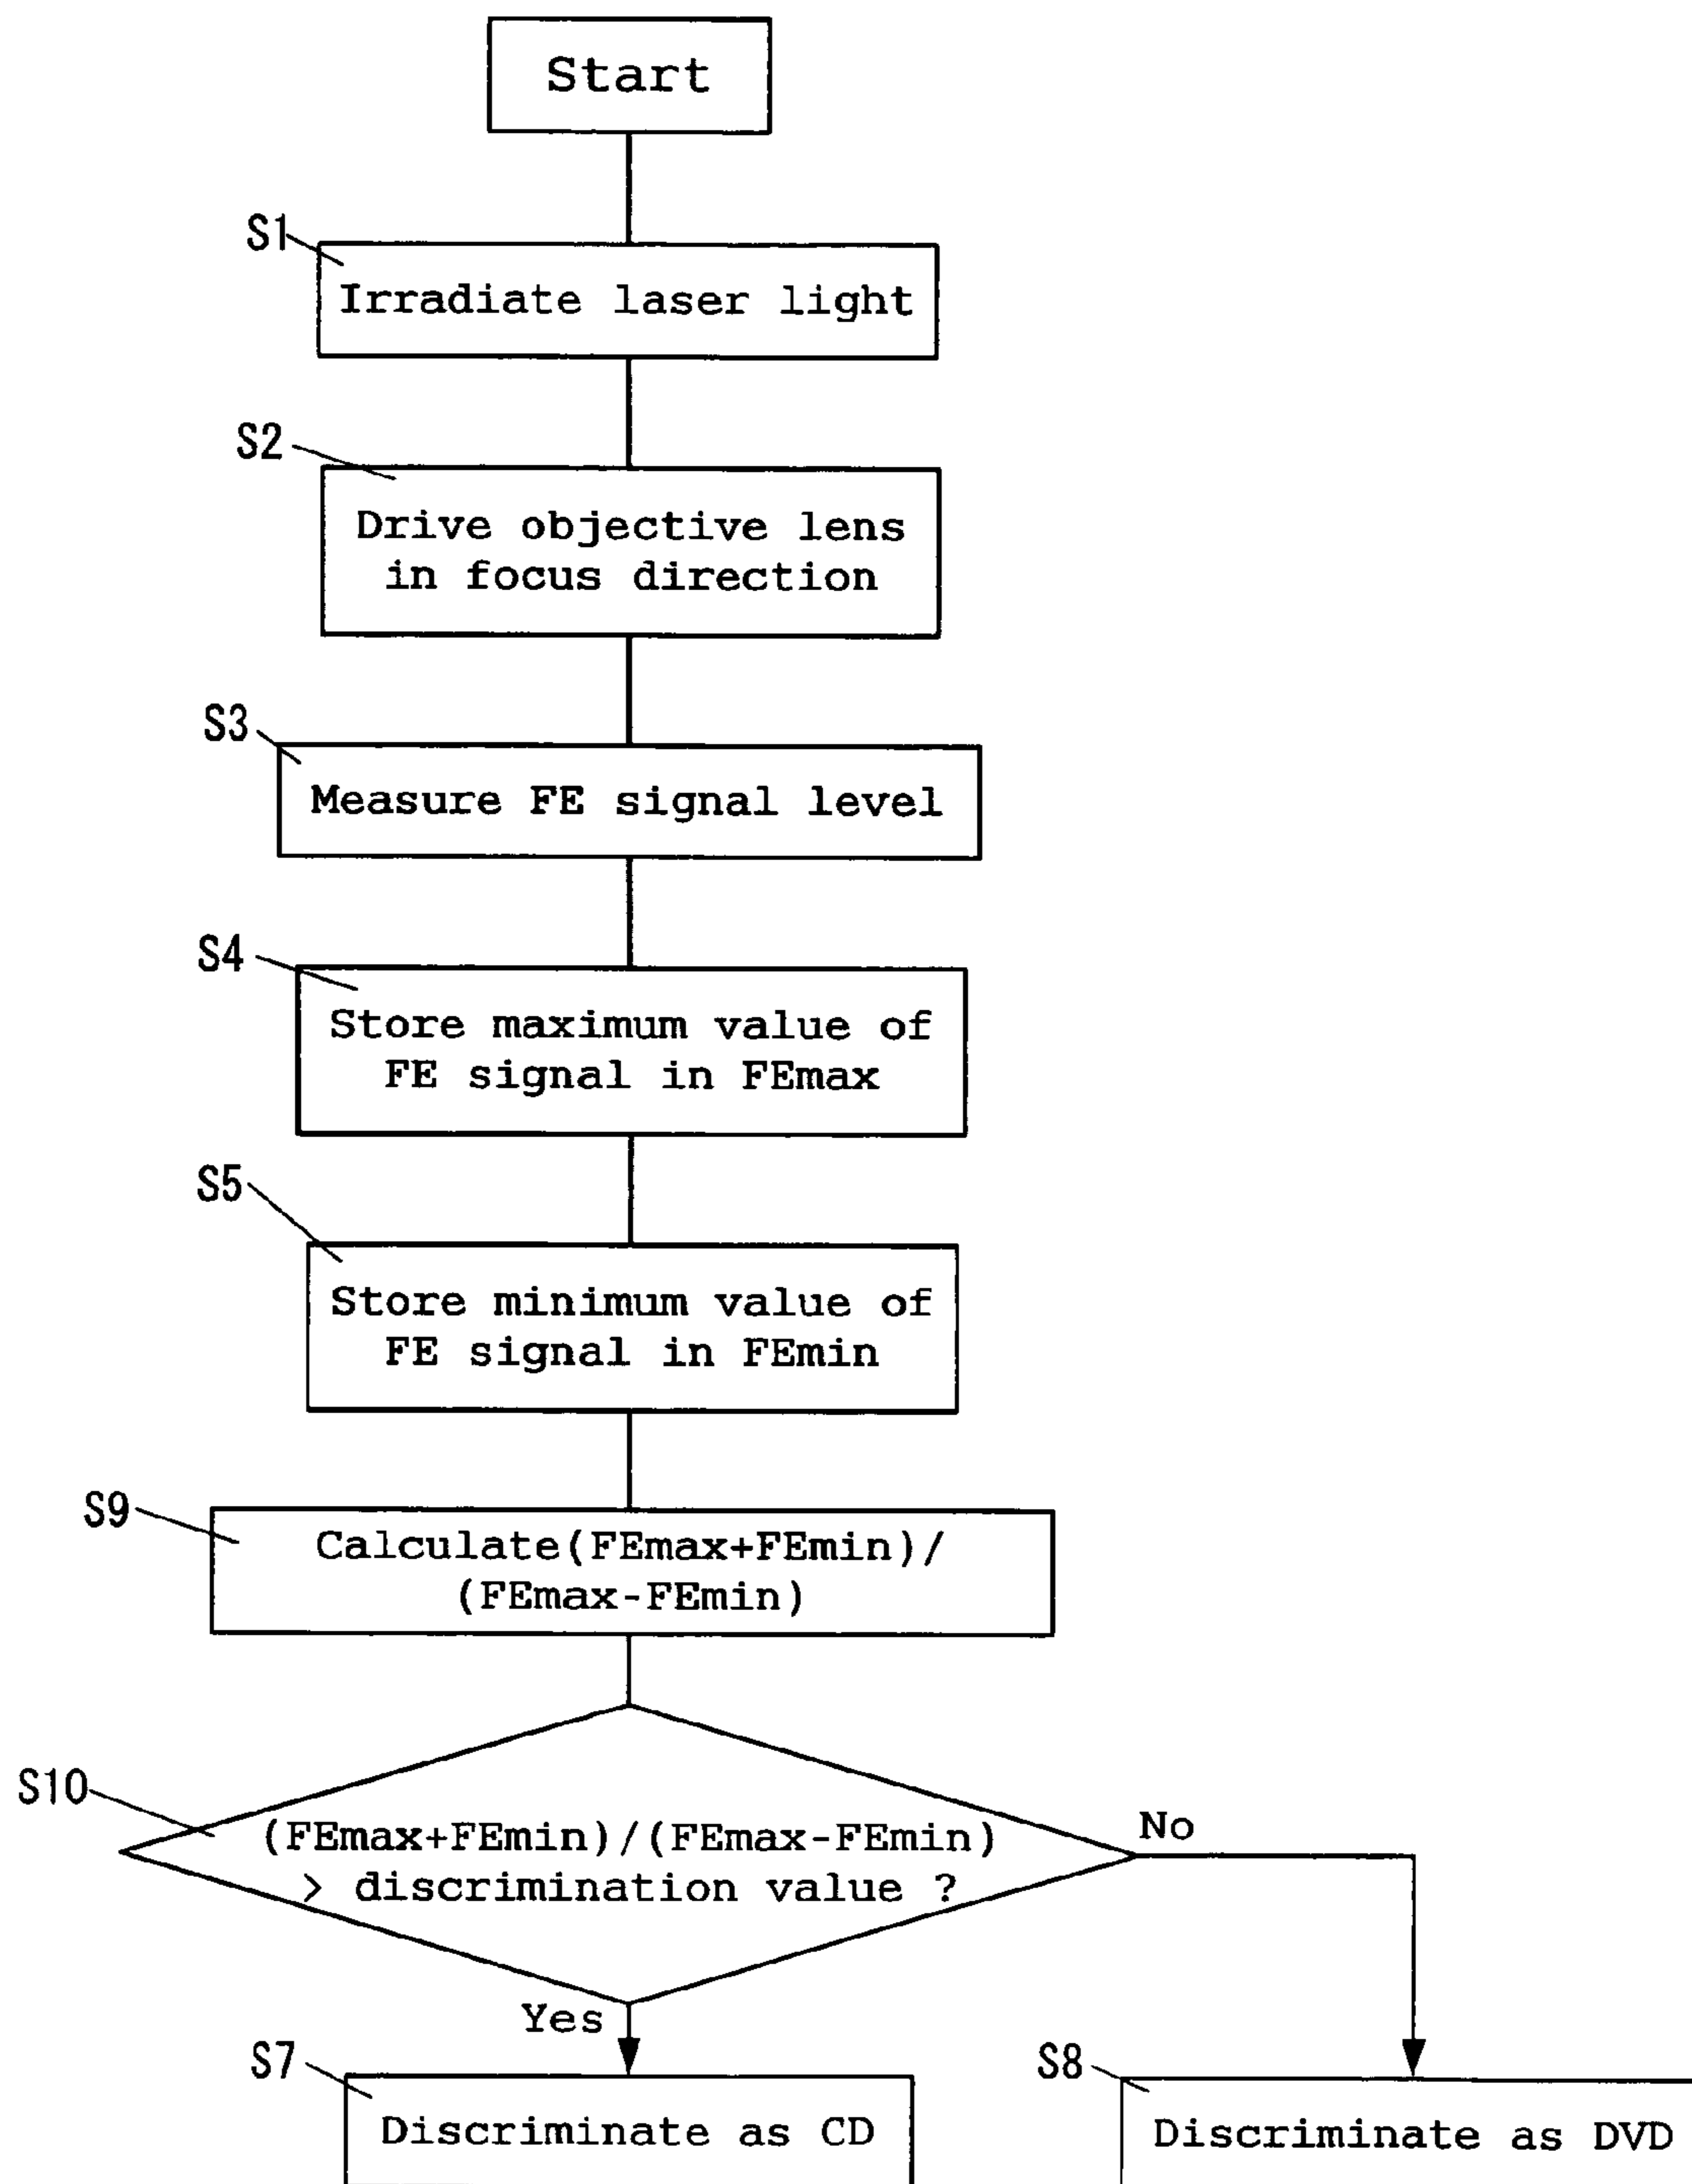 Start
S1
Irradiate laser light
S2
Drive objective lens
in focus direction
S3
Measure FE signal level
S4
Store maximum value of
FE signal in FEmax
S5
Store minimum value of
FE signal in FEmin
S9
Calculate(FEmax+FEmin)/
(FEmax-FEmin)
S10
(FEmax+FEmin)/(FEmax-FEmin)
> discrimination value ?
No
Yes
S7
Discriminate as CD
S8
Discriminate as DVD